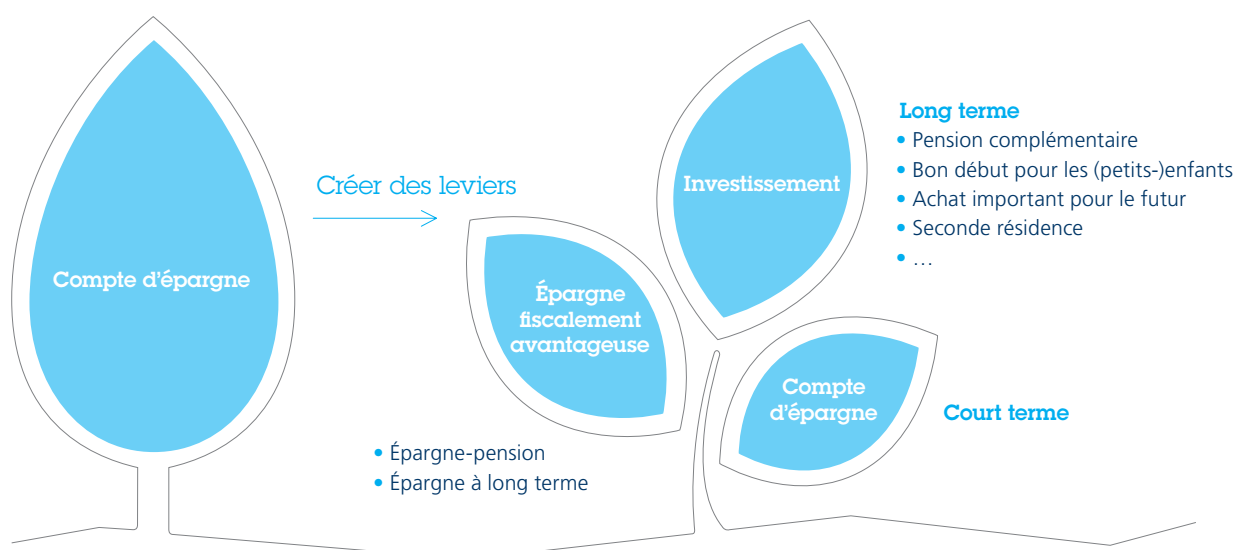 Compte d'épargne
Créer des leviers
Épargne
fiscalement
avantageuse
• Épargne-pension
• Épargne à long terme
Investissement
Long terme
• Pension complémentaire
• Bon début pour les (petits-)enfants
• Achat important pour le futur
• Seconde résidence
• …
Compte
d'épargne
Court terme